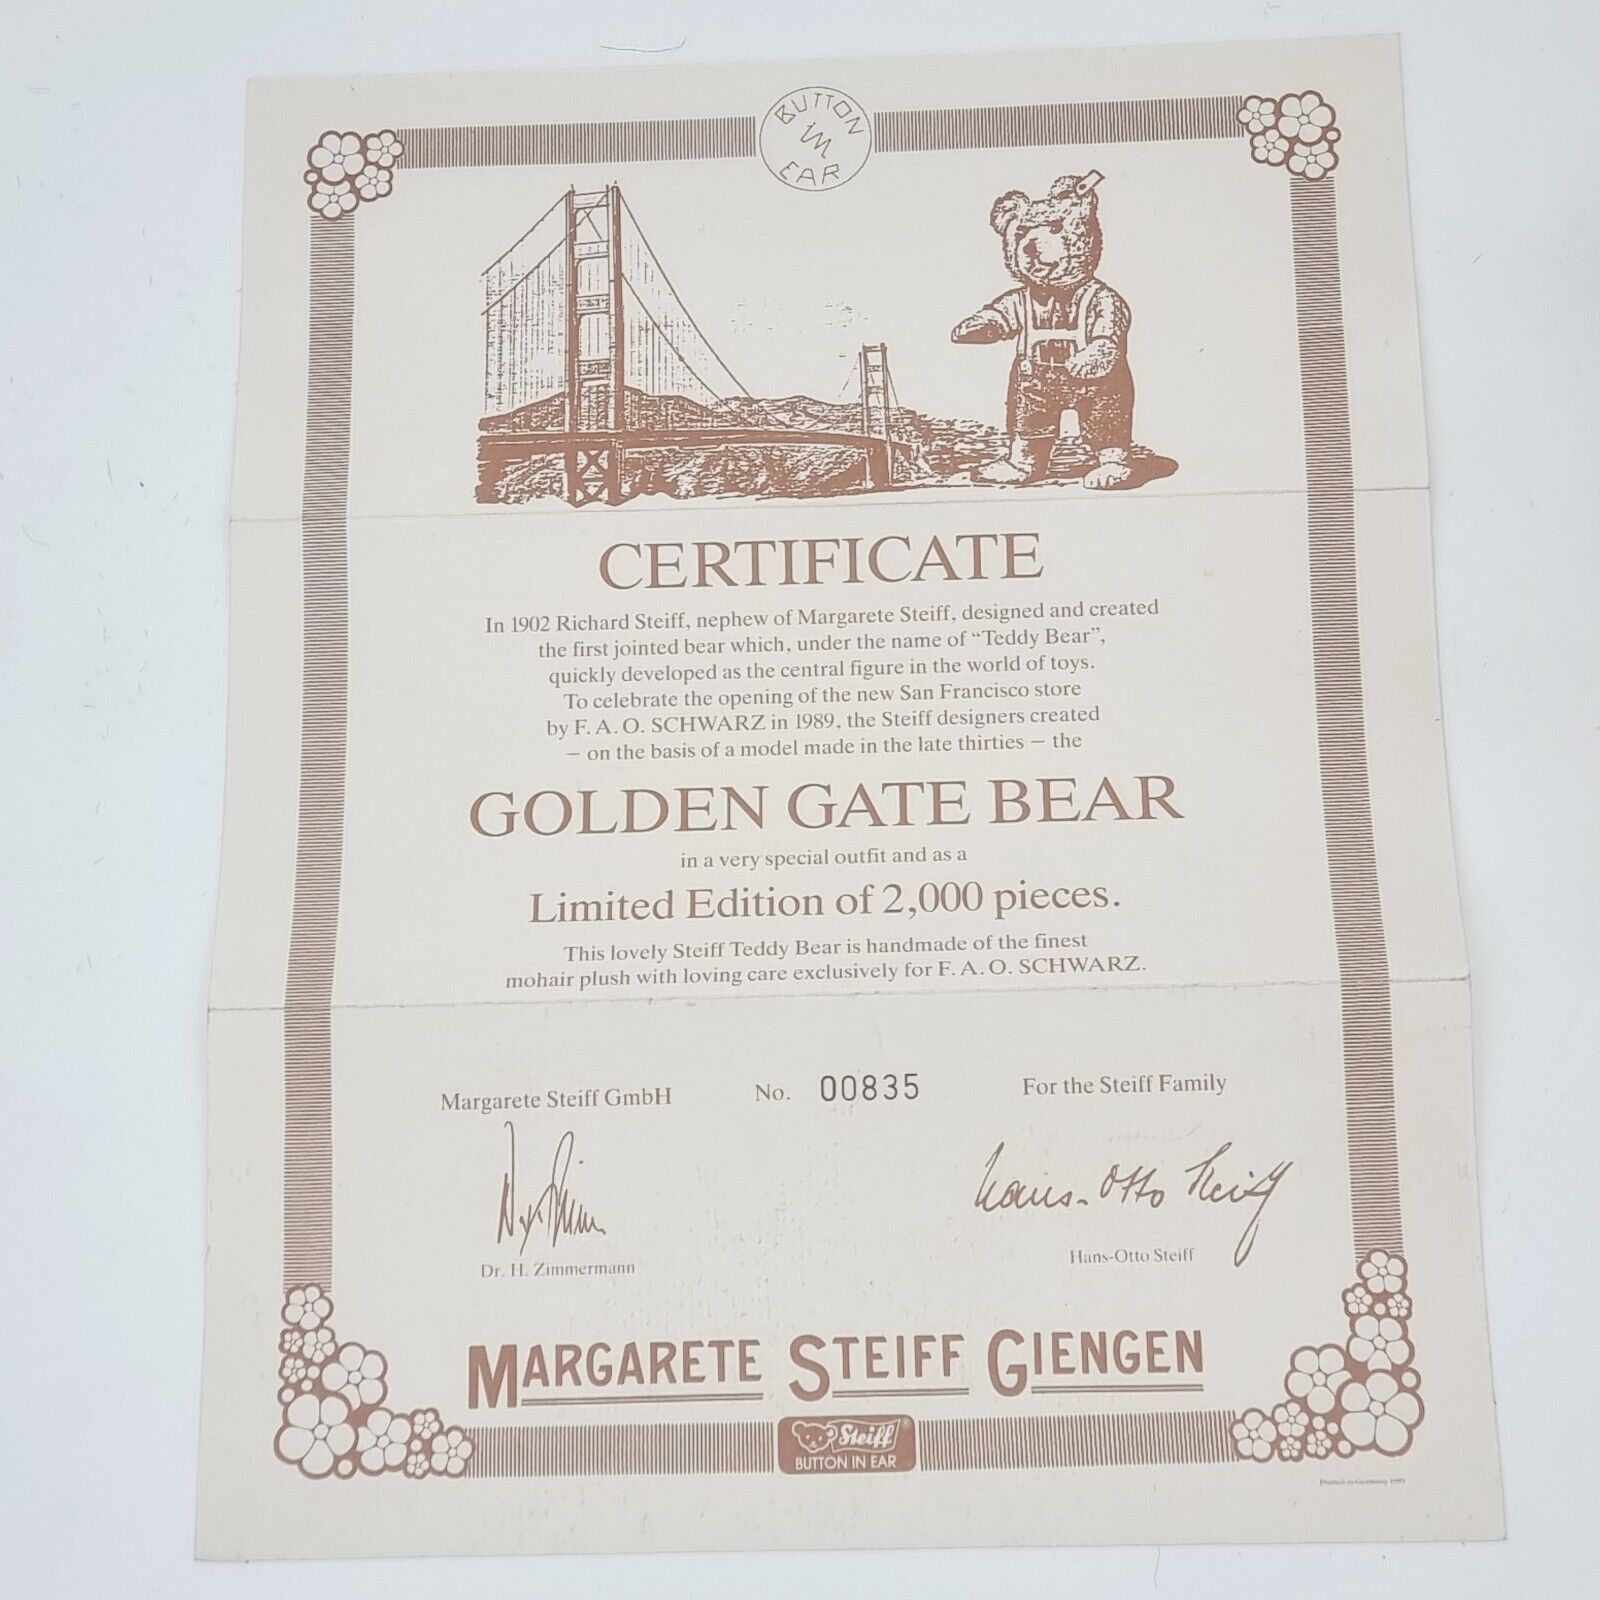 BUTTON
in
EAR
CERTIFICATE
In 1902 Richard Steiff, nephew of Margarete Steiff, designed and created
the first jointed bear which, under the name of “Teddy Bear”,
quickly developed as the central figure in the world of toys.
To celebrate the opening of the new San Francisco store
by F. A. O. SCHWARZ in 1989, the Steiff designers created
– on the basis of a model made in the late thirties – the
GOLDEN GATE BEAR
in a very special outfit and as a
Limited Edition of 2,000 pieces.
This lovely Steiff Teddy Bear is handmade of the finest
mohair plush with loving care exclusively for F. A. O. SCHWARZ.
Margarete Steiff GmbH No. 00835 For the Steiff Family
Hans-Otto Steiff
Dr. H. Zimmermann Hans-Otto Steiff
MARGARETE STEIFF GIENGEN
Steiff®
BUTTON IN EAR
Printed in Germany